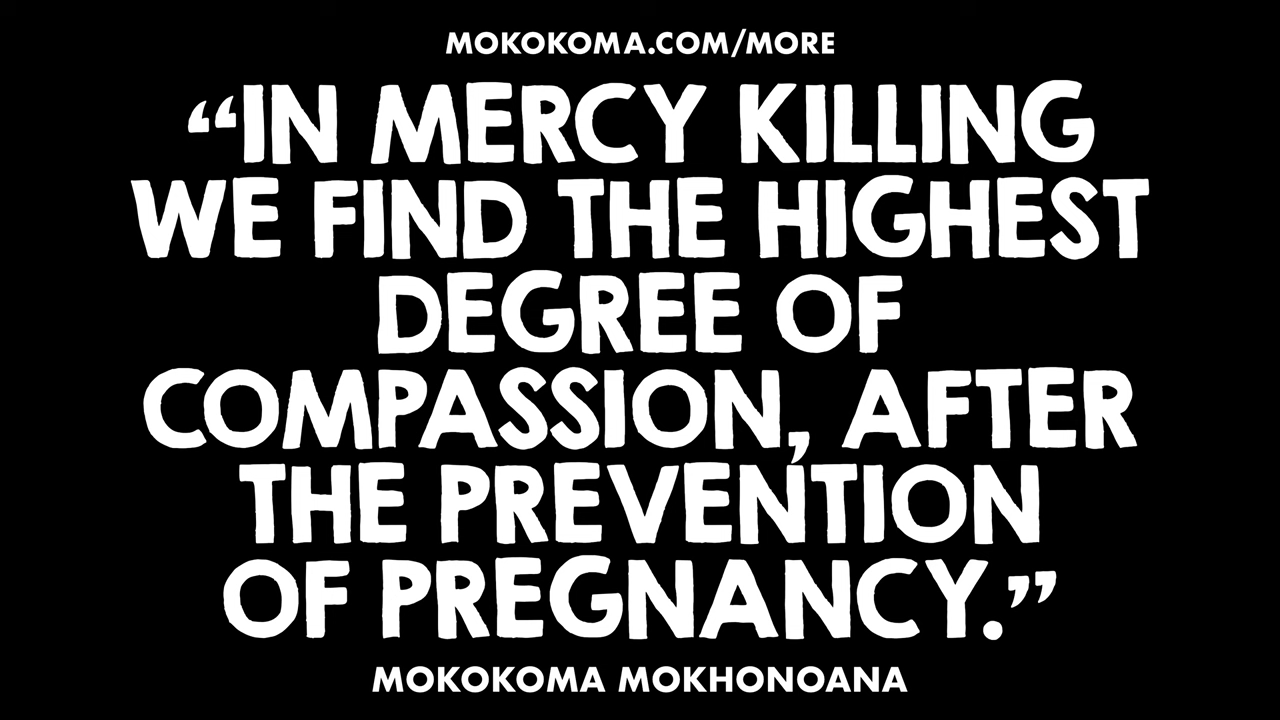 MOKOKOMA.COM/MORE
“IN MERCY KILLING
WE FIND THE HIGHEST
DEGREE OF
COMPASSION, AFTER
THE PREVENTION
OF PREGNANCY.”
MOKOKOMA MOKHONOANA